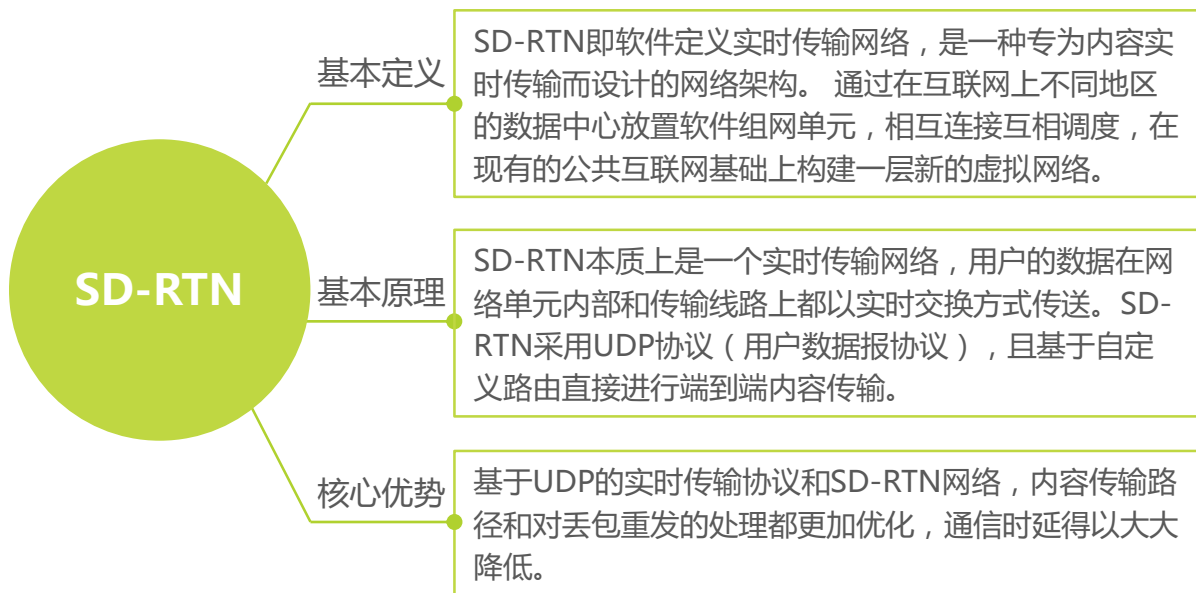 基本定义
SD-RTN即软件定义实时传输网络，是一种专为内容实
时传输而设计的网络架构。 通过在互联网上不同地区
的数据中心放置软件组网单元，相互连接互相调度，在
现有的公共互联网基础上构建一层新的虚拟网络。
SD-RTN
基本原理
SD-RTN本质上是一个实时传输网络，用户的数据在网
络单元内部和传输线路上都以实时交换方式传送。SD-
RTN采用UDP协议（用户数据报协议），且基于自定
义路由直接进行端到端内容传输。
核心优势
基于UDP的实时传输协议和SD-RTN网络，内容传输路
径和对丢包重发的处理都更加优化，通信时延得以大大
降低。